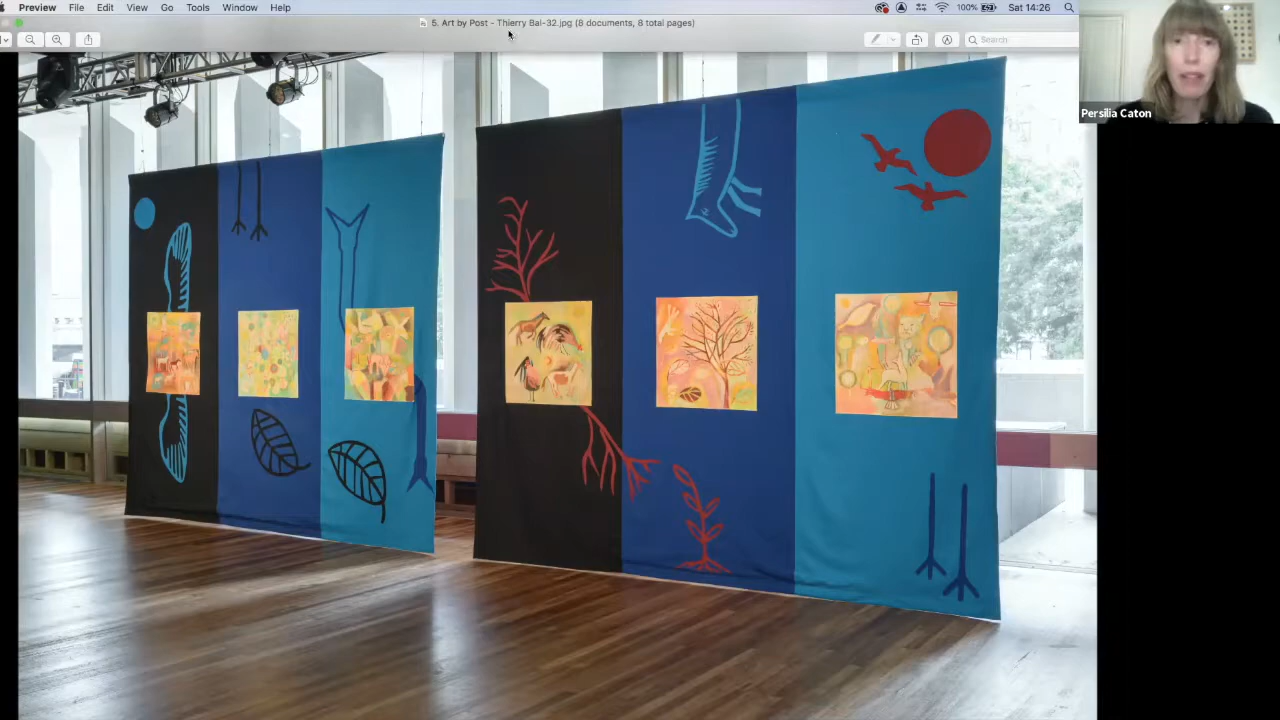 Preview File Edit View Go Tools Window Help 100% Sat 14:26
5. Art by Post - Thierry Bal-32.jpg (8 documents, 8 total pages)
Search
Persilia Caton